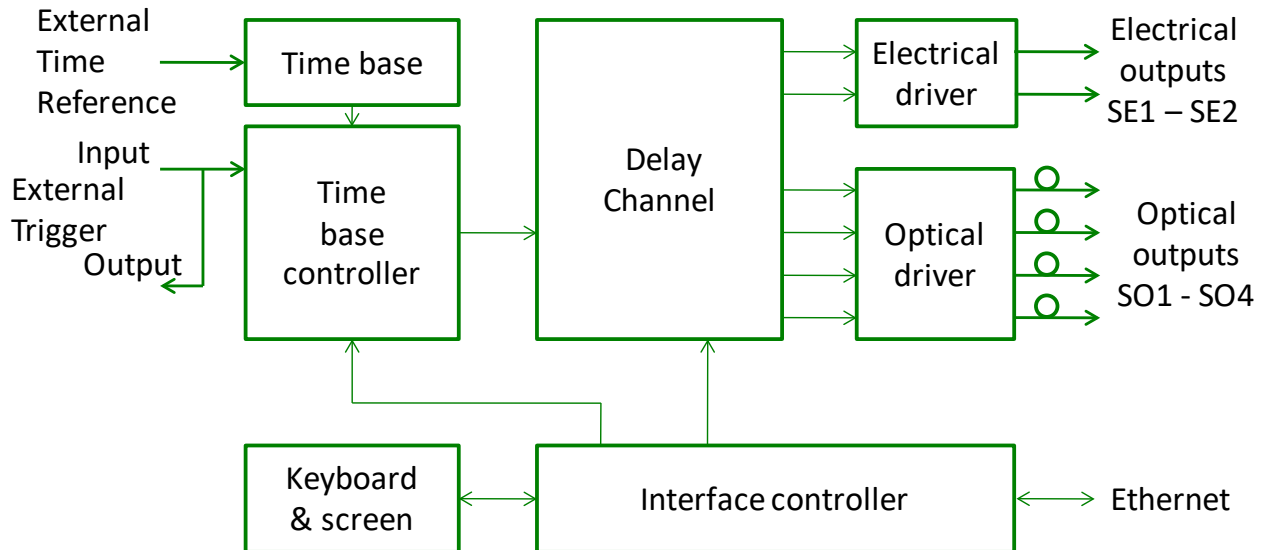 External
Time
Reference
Time base
Input
External
Trigger
Output
Time
base
controller
Delay
Channel
Electrical
driver
Electrical
outputs
SE1 – SE2
Optical
driver
Optical
outputs
SO1 - SO4
Keyboard
& screen
Interface controller
Ethernet